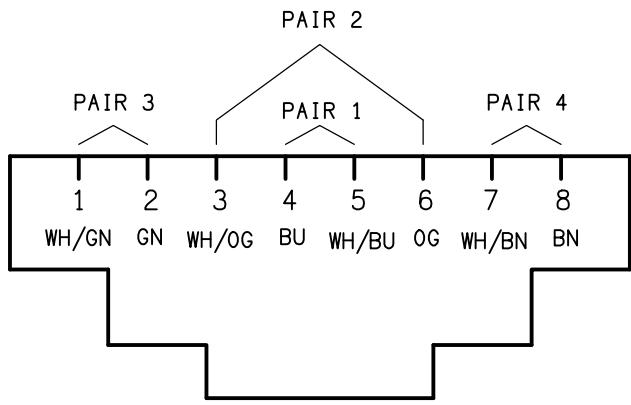 PAIR 2
PAIR 3 PAIR 1 PAIR 4
1 2 3 4 5 6 7 8
WH/GN GN WH/OG BU WH/BU OG WH/BN BN